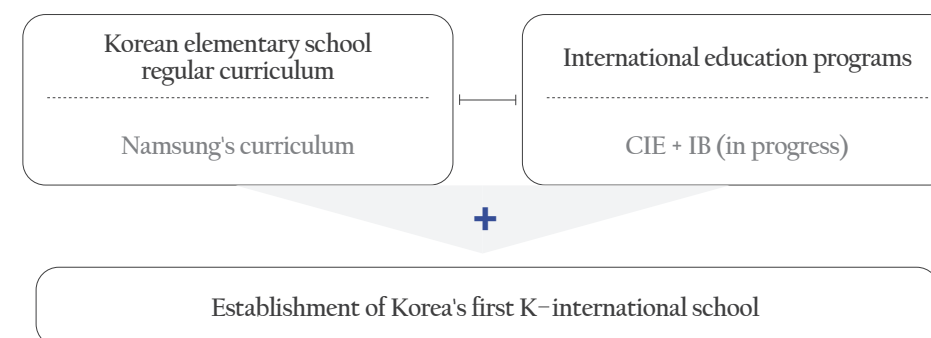 Korean elementary school
regular curriculum
Namsung's curriculum
International education programs
CIE + IB (in progress)
+
Establishment of Korea's first K-international school